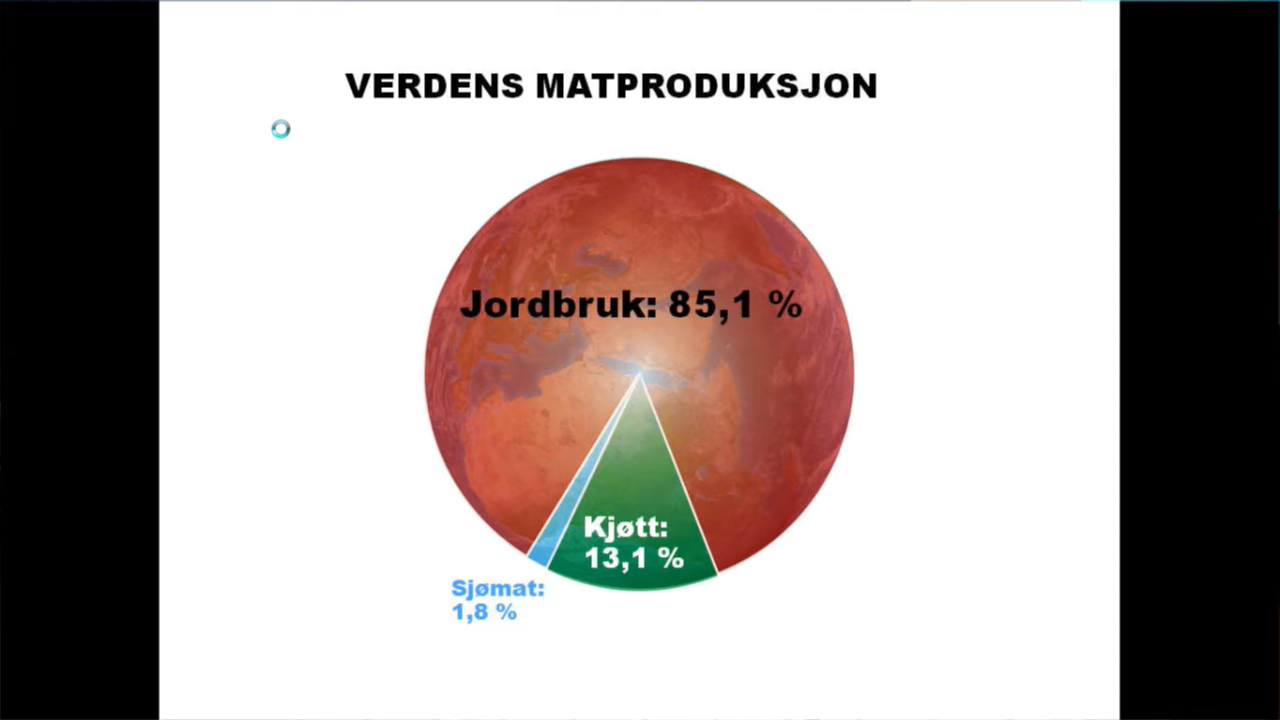 VERDENS MATPRODUKSJON
Jordbruk: 85,1 %
Kjøtt:
13,1 %
Sjømat:
1,8 %